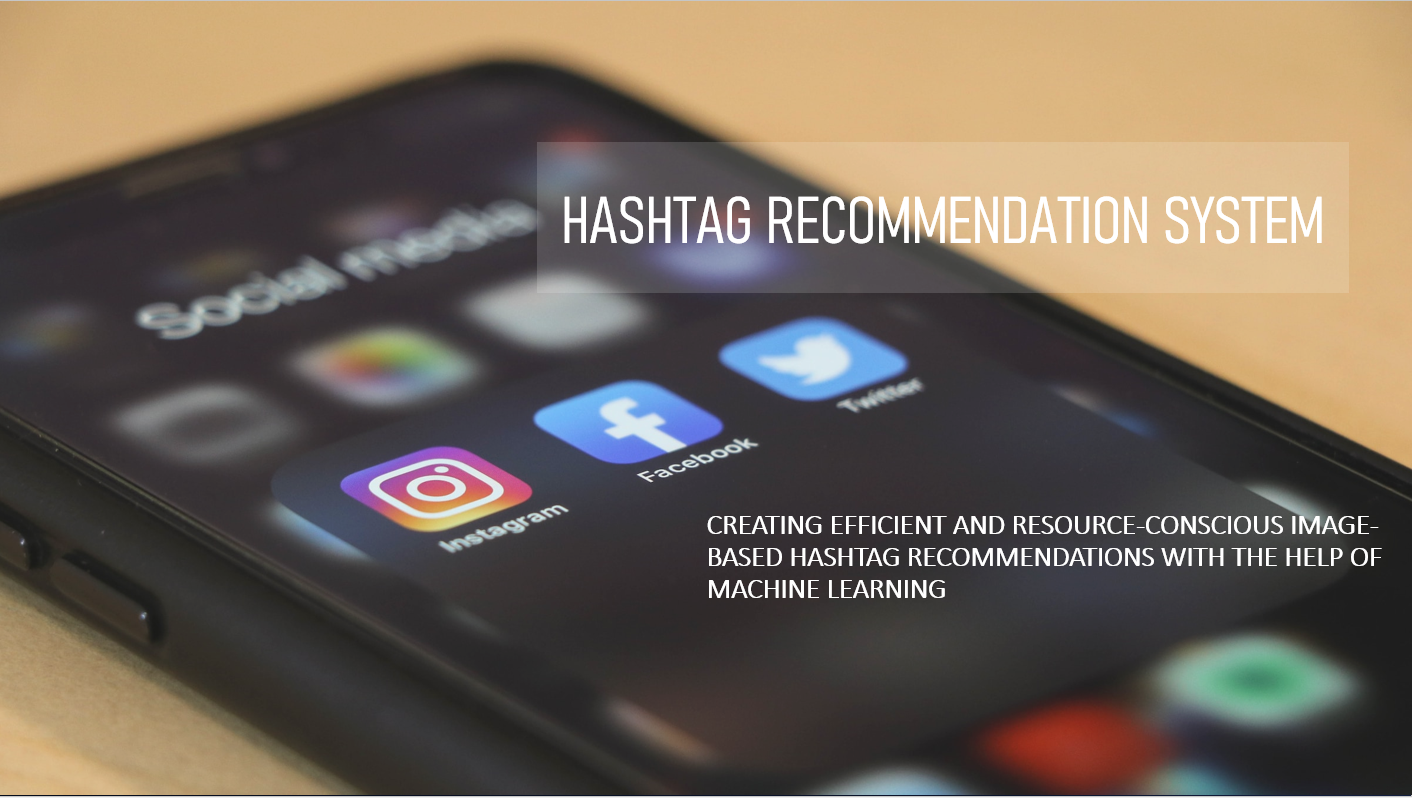 HASHTAG RECOMMENDATION SYSTEM
Social media
Twitter
Facebook
Instagram
CREATING EFFICIENT AND RESOURCE-CONSCIOUS IMAGE-
BASED HASHTAG RECOMMENDATIONS WITH THE HELP OF
MACHINE LEARNING